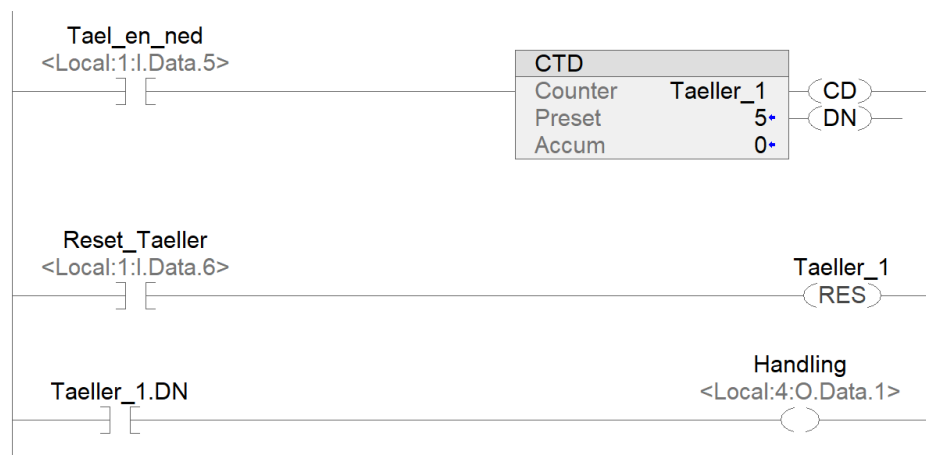 Tael_en_ned
<Local:1:I.Data.5>
CTD
Counter Taeller_1
Preset 5
Accum 0
CD
DN
Reset_Taeller
<Local:1:I.Data.6>
Taeller_1
RES
Taeller_1.DN
Handling
<Local:4:O.Data.1>